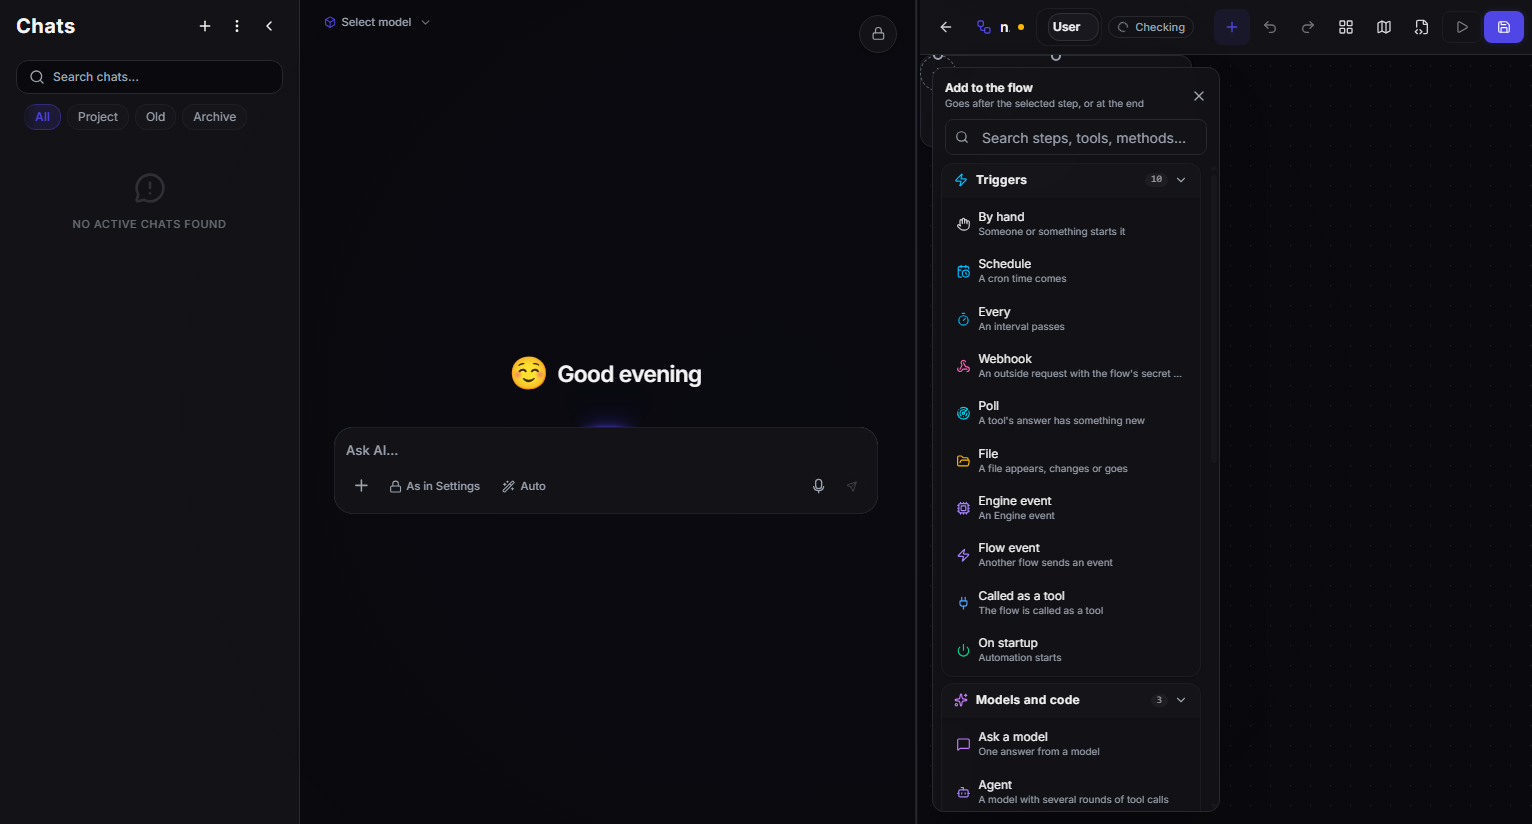 Chats
Search chats...
All
Project
Old
Archive
NO ACTIVE CHATS FOUND
Select model
Good evening
Ask AI...
As in Settings
Auto
n.
User
Checking
Add to the flow
Goes after the selected step, or at the end
Search steps, tools, methods...
Triggers
10
By hand
Someone or something starts it
Schedule
A cron time comes
Every
An interval passes
Webhook
An outside request with the flow's secret ...
Poll
A tool's answer has something new
File
A file appears, changes or goes
Engine event
An Engine event
Flow event
Another flow sends an event
Called as a tool
The flow is called as a tool
On startup
Automation starts
Models and code
3
Ask a model
One answer from a model
Agent
A model with several rounds of tool calls